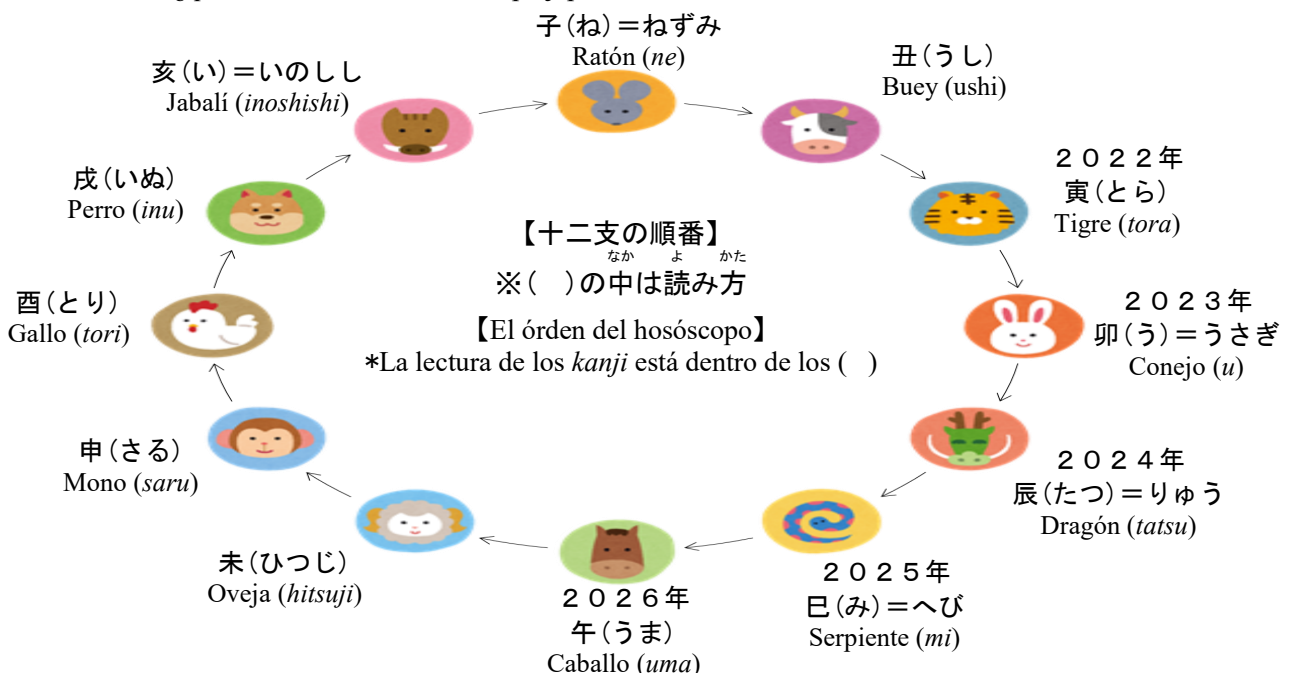 子(ね)＝ねずみ
Ratón (ne)
丑(うし)
Buey (ushi)
２０２２年
寅(とら)
Tigre (tora)
２０２３年
卯(う)＝うさぎ
Conejo (u)
２０２４年
辰(たつ)＝りゅう
Dragón (tatsu)
２０２５年
巳(み)＝へび
Serpiente (mi)
２０２６年
午(うま)
Caballo (uma)
未(ひつじ)
Oveja (hitsuji)
申(さる)
Mono (saru)
酉(とり)
Gallo (tori)
戌(いぬ)
Perro (inu)
亥(い)＝いのしし
Jabalí (inoshishi)
【十二支の順番】
なか よ かた
※( )の中は読み方
【El órden del hosóscopo】
*La lectura de los kanji está dentro de los ( )